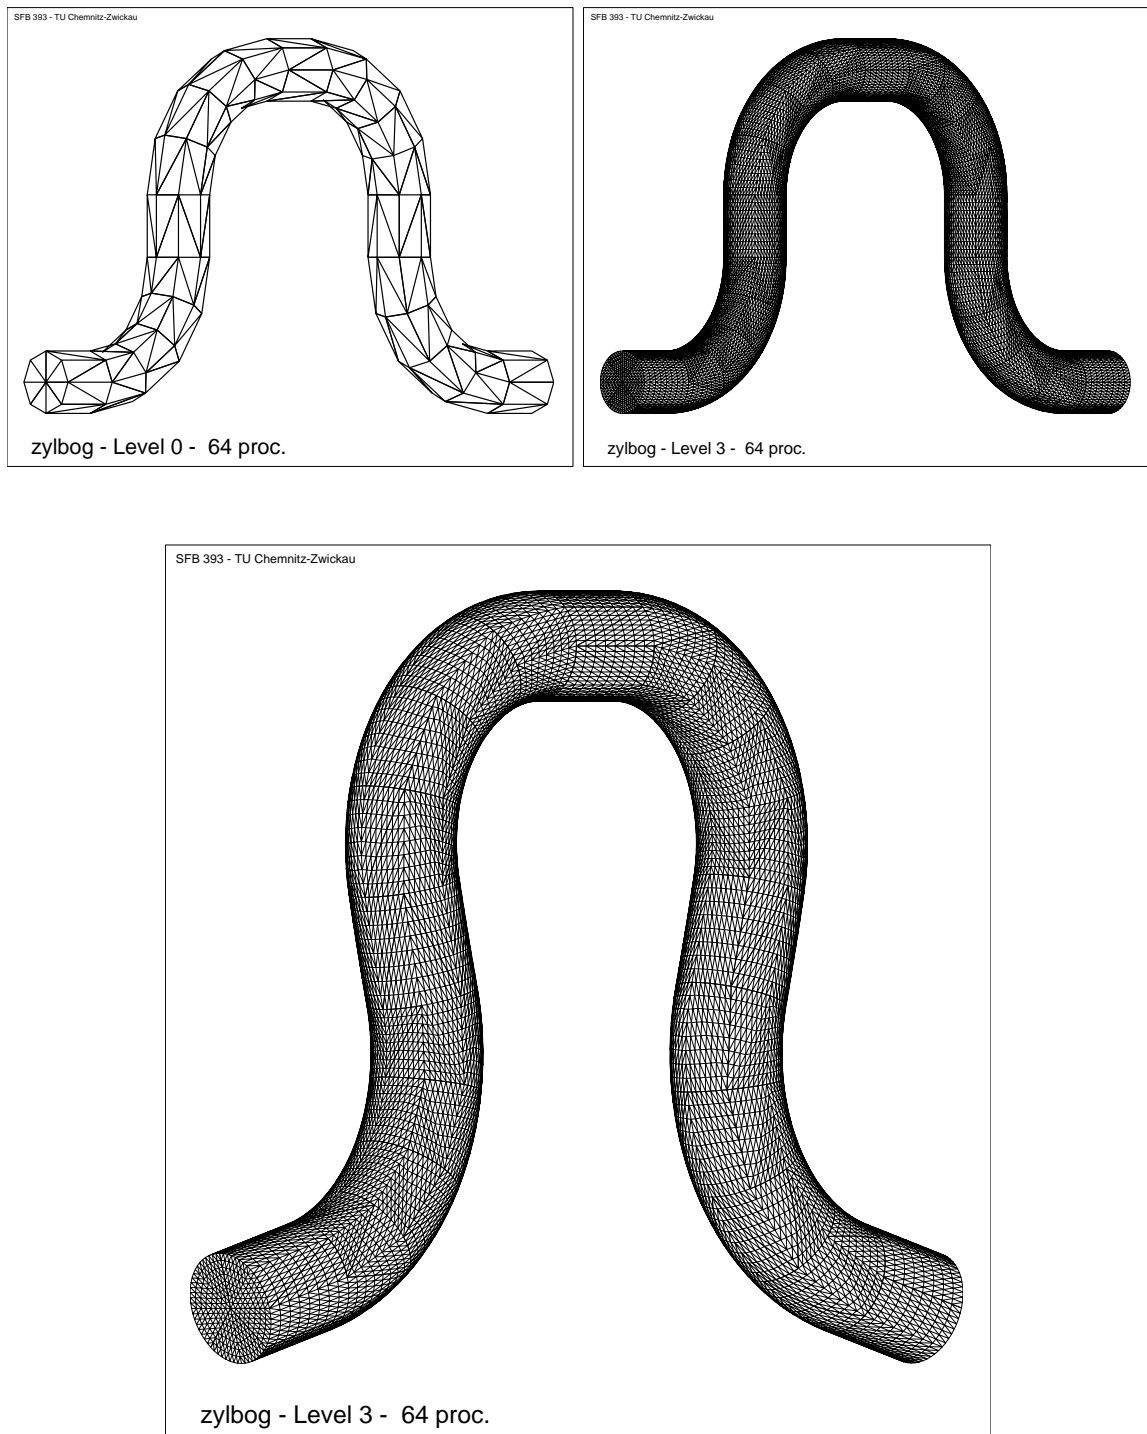 SFB 393 - TU Chemnitz-Zwickau
zylbog - Level 0 -  64 proc.
SFB 393 - TU Chemnitz-Zwickau
zylbog - Level 3 -  64 proc.
SFB 393 - TU Chemnitz-Zwickau
zylbog - Level 3 -  64 proc.